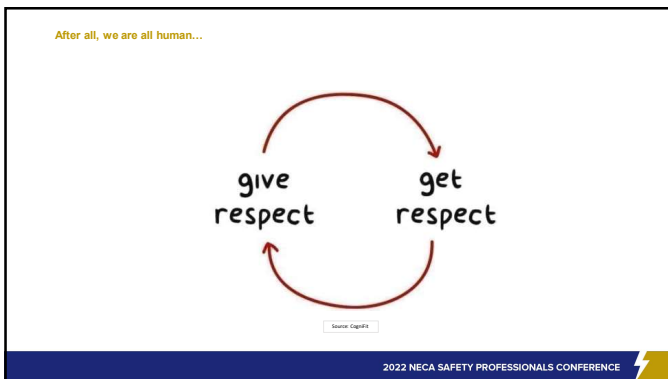 After all, we are all human...
give
respect
get
respect
Source: CogniFit
2022 NECA SAFETY PROFESSIONALS CONFERENCE